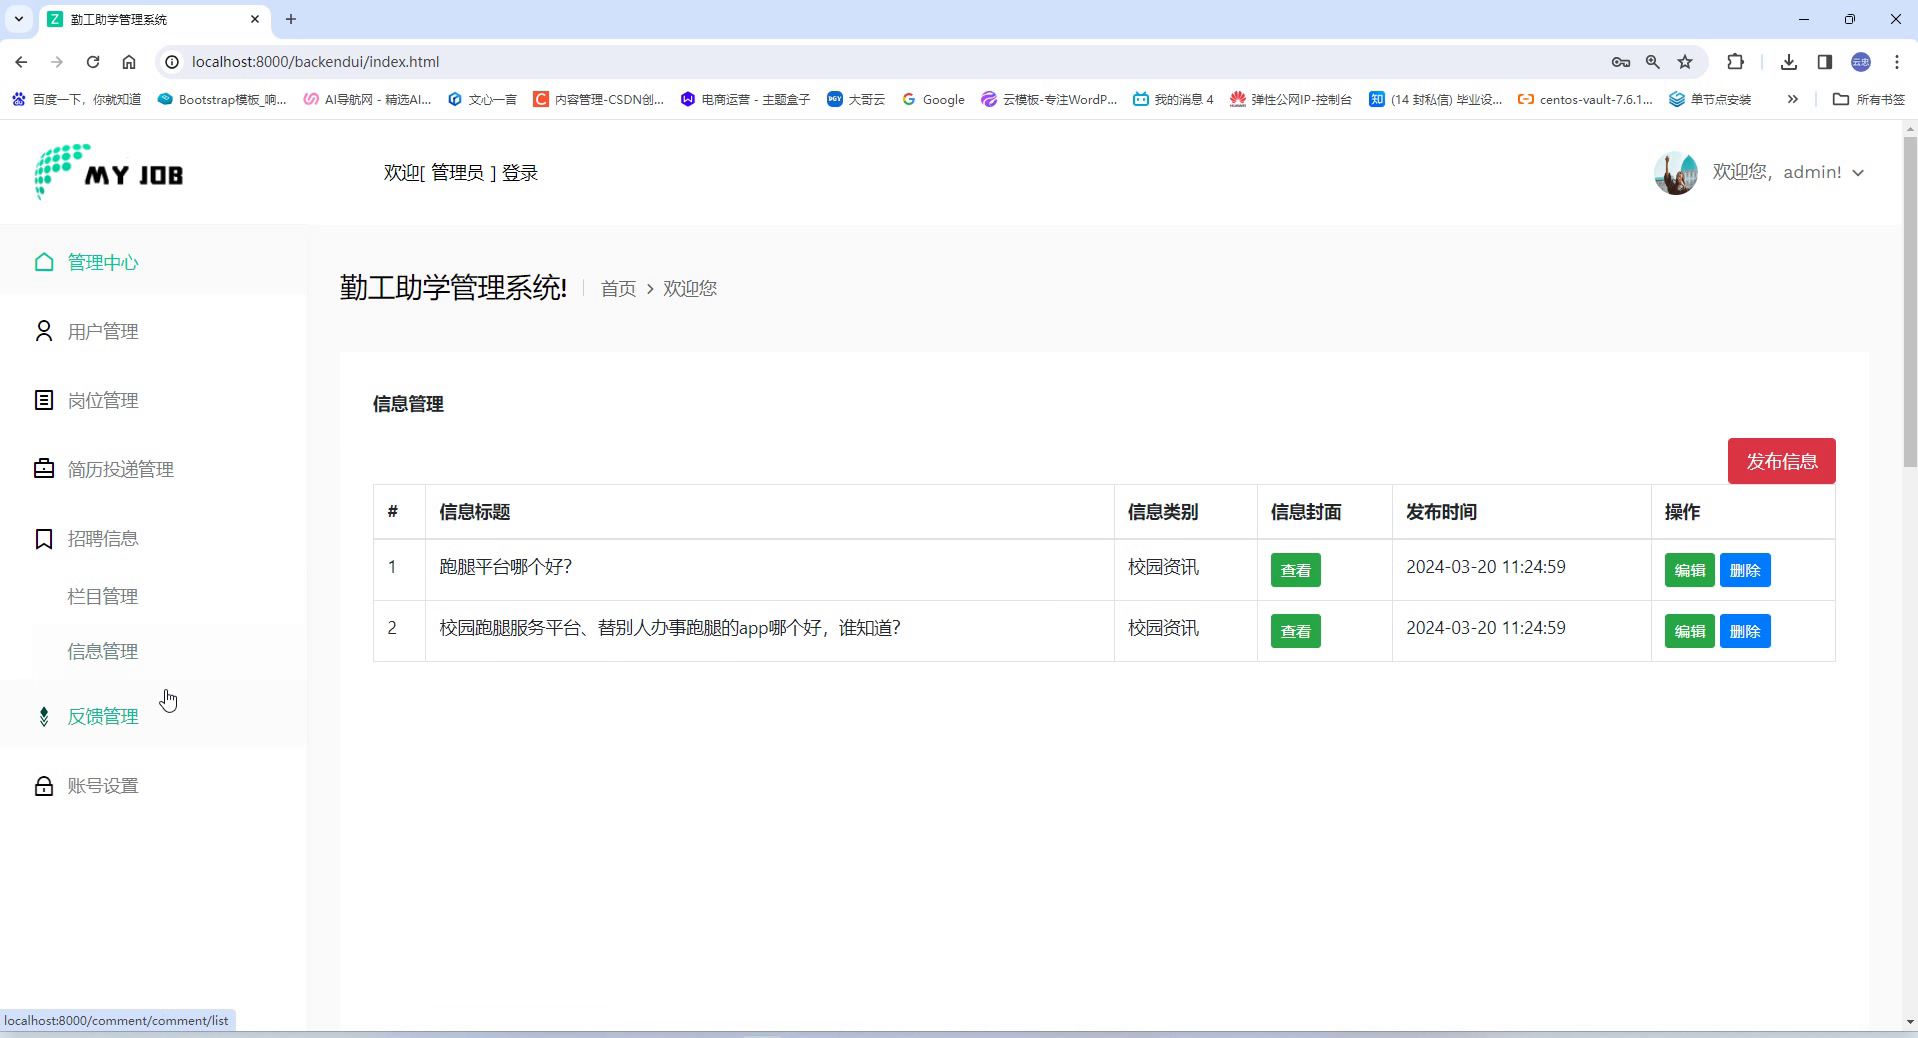 勤工助学管理系统
localhost:8000/backendui/index.html
百度一下，你就知道
Bootstrap模板_响...
AI导航网 - 精选AI...
文心一言
内容管理-CSDN创...
电商运营 - 主题盒子
大哥云
Google
云模板-专注WordP...
我的消息 4
弹性公网IP-控制台
(14 封私信) 毕业设...
centos-vault-7.6.1...
单节点安装
所有书签
MY JOB
欢迎[ 管理员 ] 登录
欢迎您，admin!
管理中心
用户管理
岗位管理
简历投递管理
招聘信息
栏目管理
信息管理
反馈管理
账号设置
勤工助学管理系统! 首页 > 欢迎您
信息管理
发布信息
# 信息标题 信息类别 信息封面 发布时间 操作
1 跑腿平台哪个好？ 校园资讯 查看 2024-03-20 11:24:59 编辑 删除
2 校园跑腿服务平台、替别人办事跑腿的app哪个好，谁知道？ 校园资讯 查看 2024-03-20 11:24:59 编辑 删除
localhost:8000/comment/comment/list